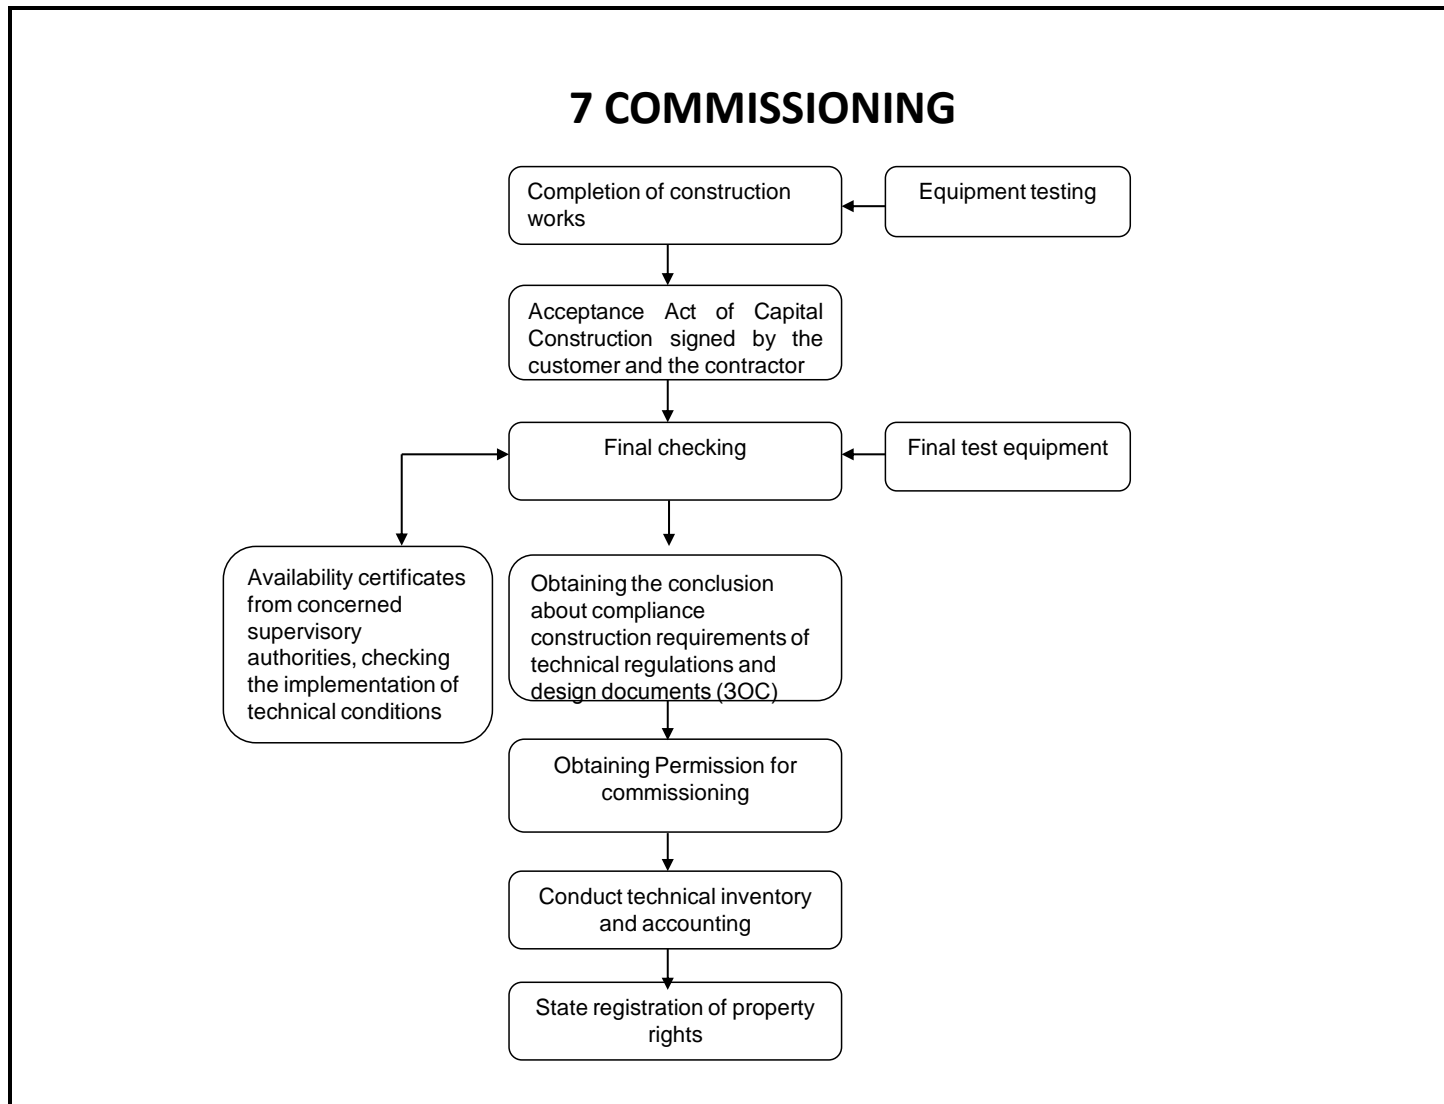 7 COMMISSIONING
Completion of construction
works
Equipment testing
Acceptance Act of Capital
Construction signed by the
customer and the contractor
Final checking
Final test equipment
Availability certificates
from concerned
supervisory
authorities, checking
the implementation of
technical conditions
Obtaining the conclusion
about compliance
construction requirements of
technical regulations and
design documents (ЗОС)
Obtaining Permission for
commissioning
Conduct technical inventory
and accounting
State registration of property
rights